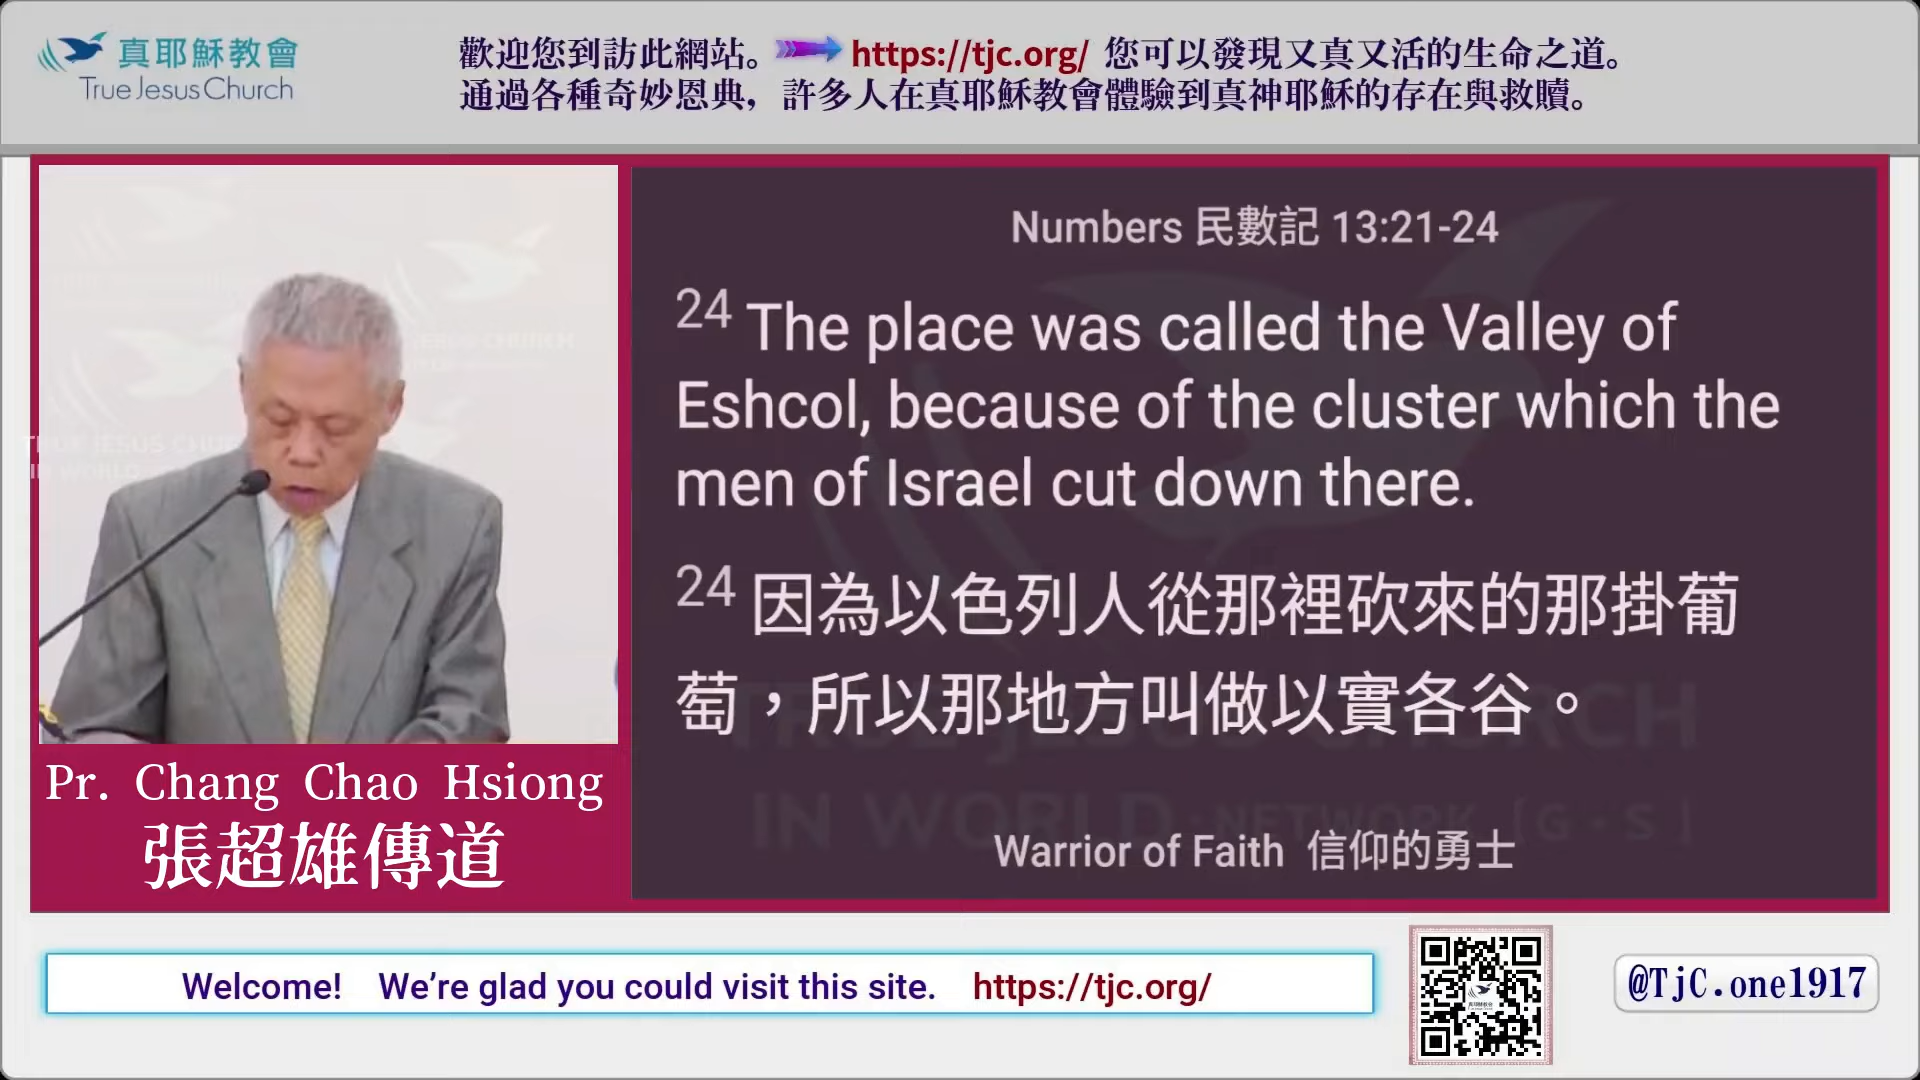 真耶穌教會
True Jesus Church
歡迎您到訪此網站。 https://tjc.org/ 您可以發現又真又活的生命之道。
通過各種奇妙恩典，許多人在真耶穌教會體驗到真神耶穌的存在與救贖。
Numbers 民數記 13:21-24
24 The place was called the Valley of
Eshcol, because of the cluster which the
men of Israel cut down there.
24 因為以色列人從那裡砍來的那掛葡
萄，所以那地方叫做以實各谷。
TRUE JESUS CHURCH
IN WORLD-NETWORK [G-S]
Warrior of Faith 信仰的勇士
Pr. Chang Chao Hsiong
張超雄傳道
Welcome! We’re glad you could visit this site. https://tjc.org/
@TjC.one1917